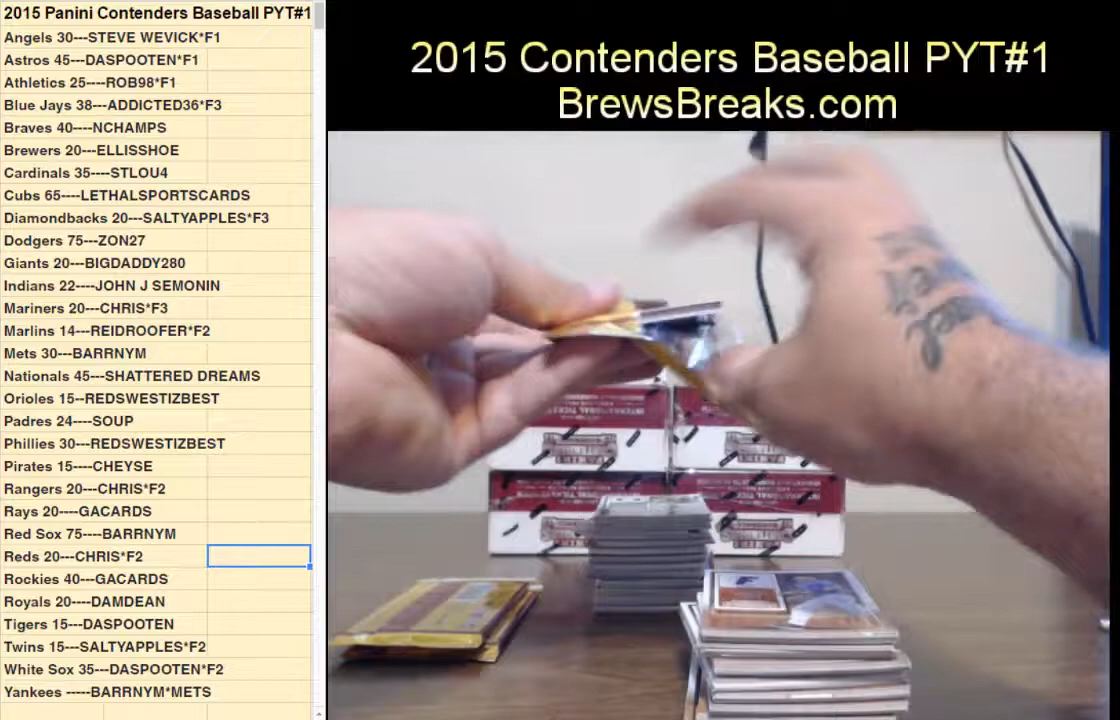 2015 Panini Contenders Baseball PYT#1
Angels 30---STEVE WEVICK*F1
Astros 45---DASPOOTEN*F1
Athletics 25----ROB98*F1
Blue Jays 38---ADDICTED36*F3
Braves 40----NCHAMPS
Brewers 20---ELLISSHOE
Cardinals 35----STLOU4
Cubs 65----LETHALSPORTSCARDS
Diamondbacks 20---SALTYAPPLES*F3
Dodgers 75---ZON27
Giants 20---BIGDADDY280
Indians 22----JOHN J SEMONIN
Mariners 20---CHRIS*F3
Marlins 14---REIDROOFER*F2
Mets 30---BARRNYM
Nationals 45---SHATTERED DREAMS
Orioles 15--REDSWESTIZBEST
Padres 24----SOUP
Phillies 30---REDSWESTIZBEST
Pirates 15----CHEYSE
Rangers 20---CHRIS*F2
Rays 20----GACARDS
Red Sox 75----BARRNYM
Reds 20---CHRIS*F2
Rockies 40---GACARDS
Royals 20----DAMDEAN
Tigers 15---DASPOOTEN
Twins 15---SALTYAPPLES*F2
White Sox 35---DASPOOTEN*F2
Yankees -----BARRNYM*METS
2015 Contenders Baseball PYT#1
BrewsBreaks.com